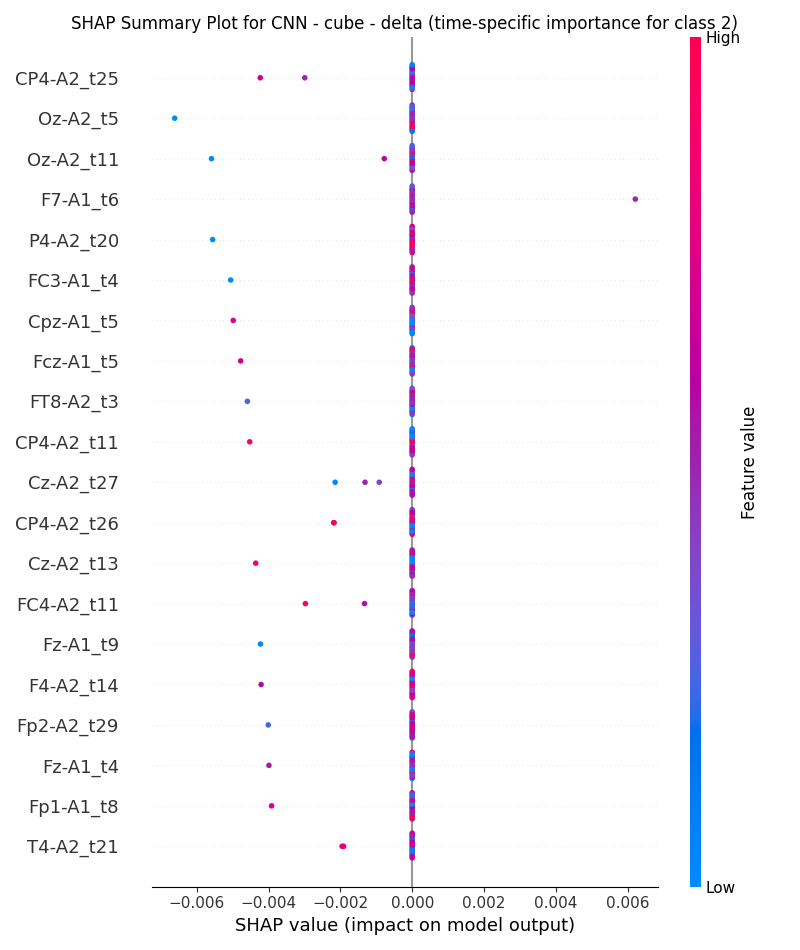 SHAP Summary Plot for CNN - cube - delta (time-specific importance for class 2)
High
CP4-A2_t25
Oz-A2_t5
Oz-A2_t11
F7-A1_t6
P4-A2_t20
FC3-A1_t4
Cpz-A1_t5
Fcz-A1_t5
FT8-A2_t3
CP4-A2_t11
Cz-A2_t27
CP4-A2_t26
Cz-A2_t13
FC4-A2_t11
Fz-A1_t9
F4-A2_t14
Fp2-A2_t29
Fz-A1_t4
Fp1-A1_t8
T4-A2_t21
Feature value
Low
−0.006 −0.004 −0.002 0.000 0.002 0.004 0.006
SHAP value (impact on model output)